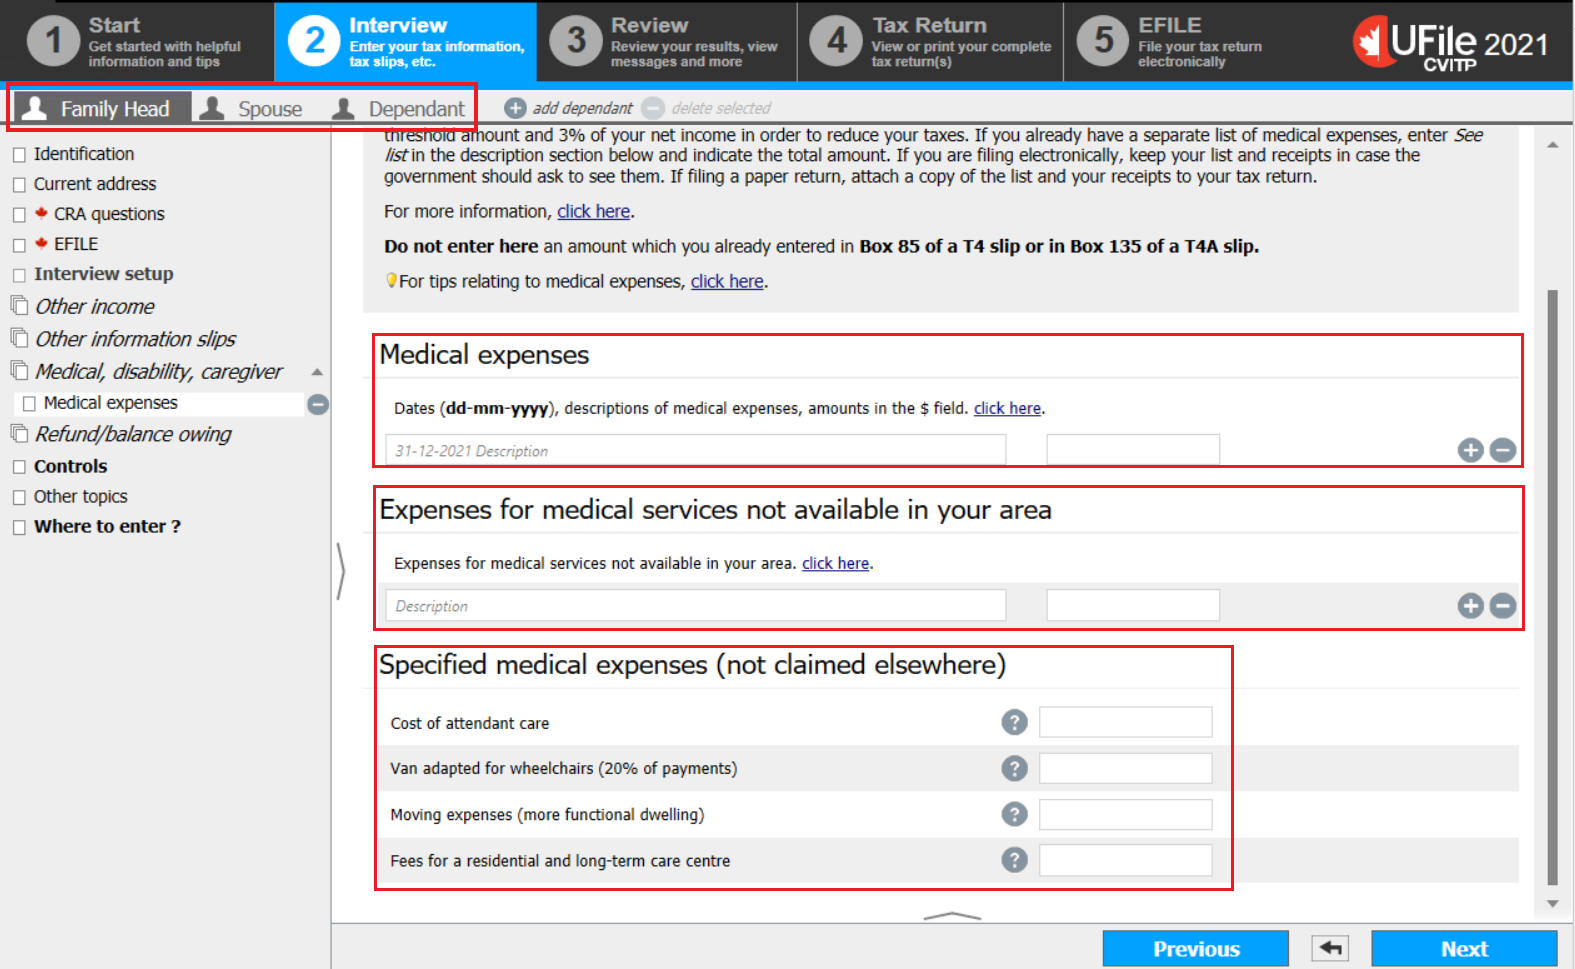 1
Start
Get started with helpful
information and tips
2
Interview
Enter your tax information,
tax slips, etc.
3
Review
Review your results, view
messages and more
4
Tax Return
View or print your complete
tax return(s)
5
EFILE
File your tax return
electronically
UFile 2021
CVITP
Family Head
Spouse
Dependant
add dependant
delete selected
Identification
Current address
CRA questions
EFILE
Interview setup
Other income
Other information slips
Medical, disability, caregiver
Medical expenses
Refund/balance owing
Controls
Other topics
Where to enter ?
threshold amount and 3% of your net income in order to reduce your taxes. If you already have a separate list of medical expenses, enter See
list in the description section below and indicate the total amount. If you are filing electronically, keep your list and receipts in case the
government should ask to see them. If filing a paper return, attach a copy of the list and your receipts to your tax return.
For more information, click here.
Do not enter here an amount which you already entered in Box 85 of a T4 slip or in Box 135 of a T4A slip.
For tips relating to medical expenses, click here.
Medical expenses
Dates (dd-mm-yyyy), descriptions of medical expenses, amounts in the $ field. click here.
31-12-2021 Description
Expenses for medical services not available in your area
Expenses for medical services not available in your area. click here.
Description
Specified medical expenses (not claimed elsewhere)
Cost of attendant care ?
Van adapted for wheelchairs (20% of payments) ?
Moving expenses (more functional dwelling) ?
Fees for a residential and long-term care centre ?
Previous
Next